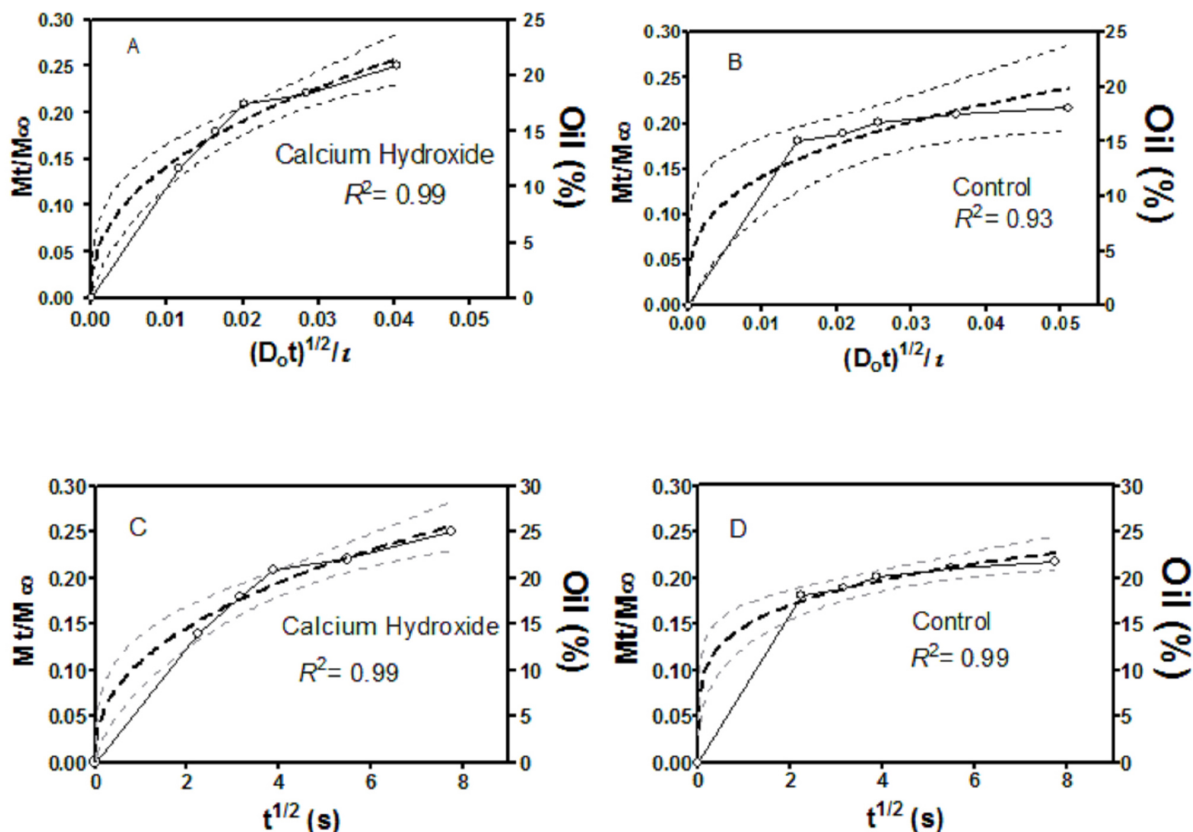 A
Mt/M∞
0.30
0.25
0.20
0.15
0.10
0.05
0.00
Calcium Hydroxide
R²= 0.99
25
20
15
10
5
0
Oil (%)
0.00 0.01 0.02 0.03 0.04 0.05
(Dₒt)¹/²/ɩ
B
Mt/M∞
0.30
0.25
0.20
0.15
0.10
0.05
0.00
Control
R²= 0.93
25
20
15
10
5
0
Oil (%)
0.00 0.01 0.02 0.03 0.04 0.05
(Dₒt)¹/²/ɩ
C
Mt/M∞
0.30
0.25
0.20
0.15
0.10
0.05
0.00
Calcium Hydroxide
R²= 0.99
30
25
20
15
10
5
0
Oil (%)
0 2 4 6 8
t¹/² (s)
D
Mt/M∞
0.30
0.25
0.20
0.15
0.10
0.05
0.00
Control
R²= 0.99
30
25
20
15
10
5
0
Oil (%)
0 2 4 6 8
t¹/² (s)